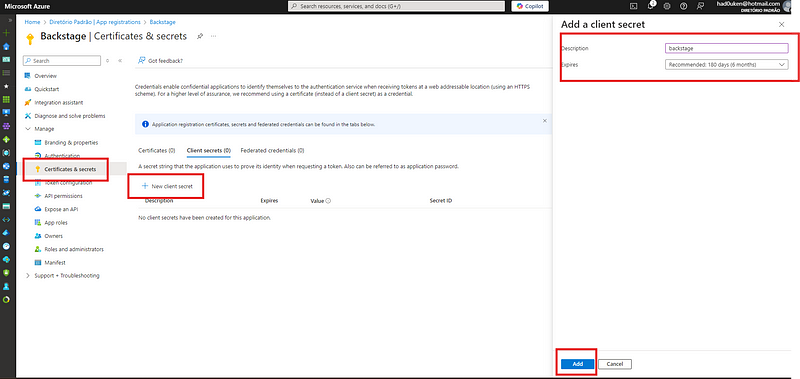 Microsoft Azure
Search resources, services, and docs (G+/)
Copilot
had0uken@hotmail.com
DIRETÓRIO PADRÃO
Home > Diretório Padrão | App registrations > Backstage
Backstage | Certificates & secrets
Search
Got feedback?
Overview
Quickstart
Integration assistant
Diagnose and solve problems
Manage
Branding & properties
Authentication
Certificates & secrets
Token configuration
API permissions
Expose an API
App roles
Owners
Roles and administrators
Manifest
Support + Troubleshooting
Credentials enable confidential applications to identify themselves to the authentication service when receiving tokens at a web addressable location (using an HTTPS
scheme). For a higher level of assurance, we recommend using a certificate (instead of a client secret) as a credential.
Application registration certificates, secrets and federated credentials can be found in the tabs below.
Certificates (0) Client secrets (0) Federated credentials (0)
A secret string that the application uses to prove its identity when requesting a token. Also can be referred to as application password.
New client secret
Description Expires Value Secret ID
No client secrets have been created for this application.
Add a client secret
Description backstage
Expires Recommended: 180 days (6 months)
Add Cancel